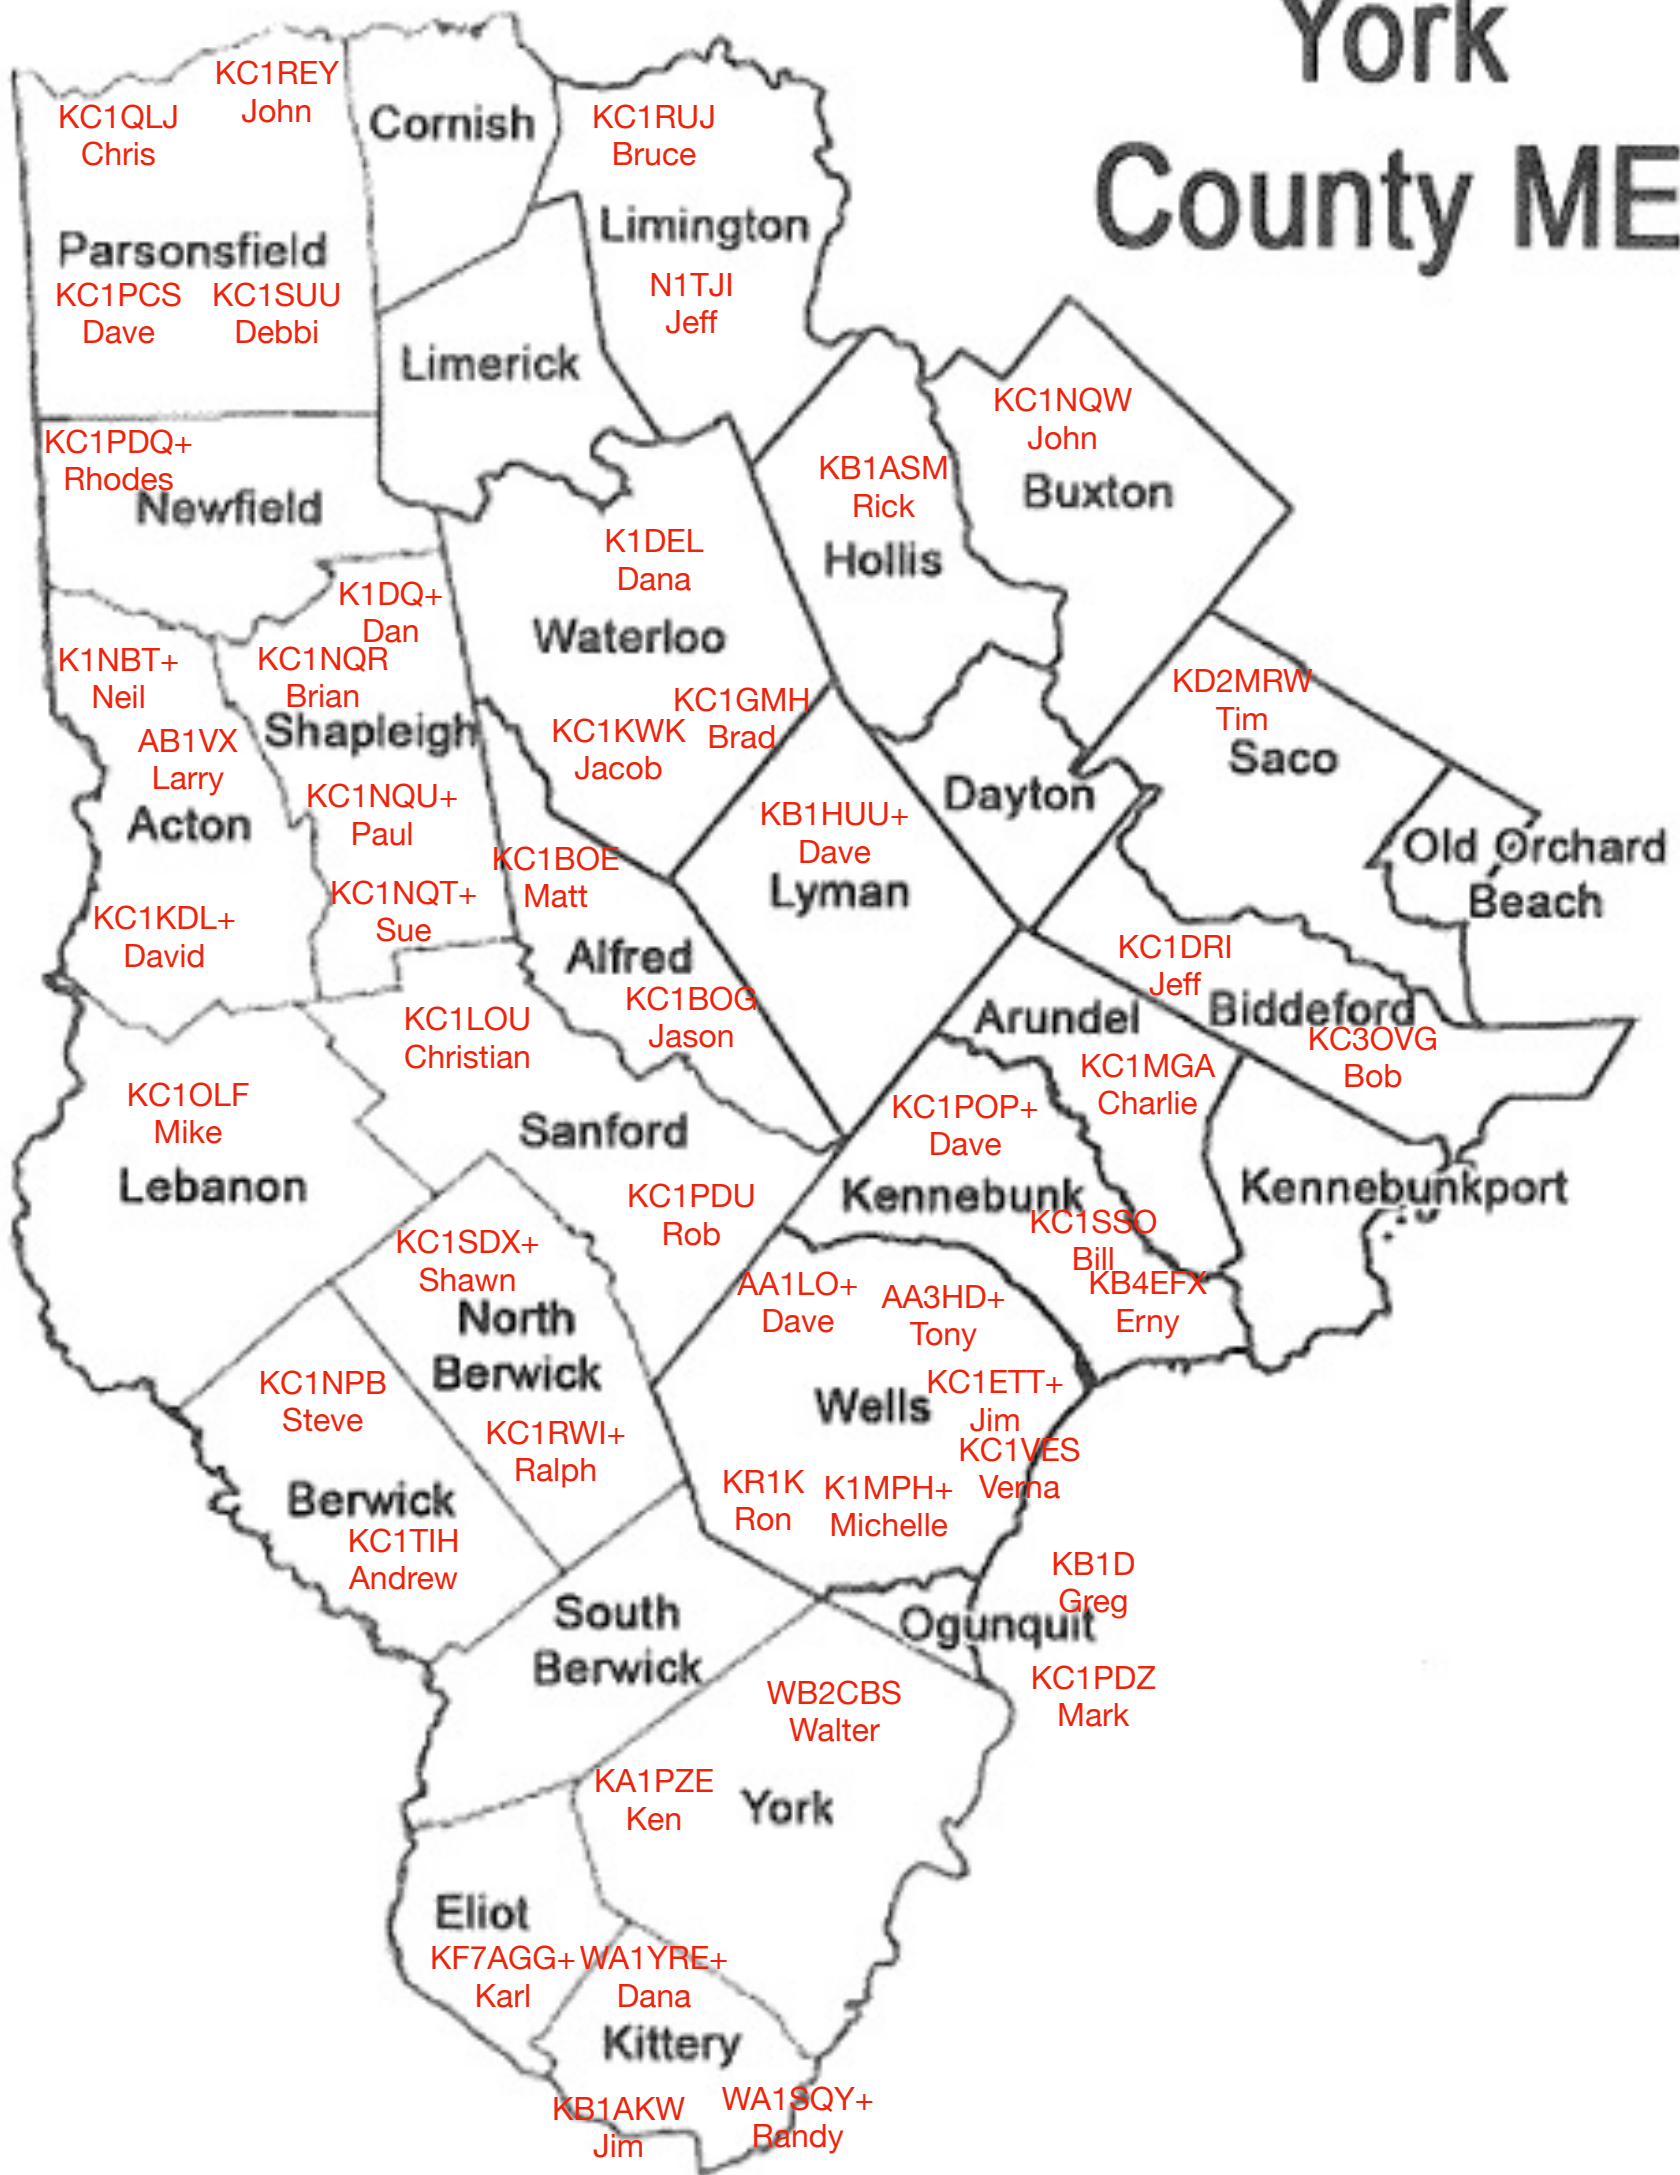 York
County ME
KC1REY
John
KC1QLJ
Chris
Cornish
KC1RUJ
Bruce
Limington
Parsonsfield
KC1PCS
Dave
KC1SUU
Debbi
N1TJI
Jeff
Limerick
KC1NQW
John
Buxton
KC1PDQ+
Rhodes
Newfield
KB1ASM
Rick
Hollis
K1DEL
Dana
Waterloo
K1DQ+
Dan
K1NBT+
Neil
KC1NQR
Brian
Shapleigh
KC1GMH
Brad
KC1KWK
Jacob
KD2MRW
Tim
Saco
AB1VX
Larry
Acton
KC1NQU+
Paul
Dayton
KB1HUU+
Dave
Lyman
Old Orchard
Beach
KC1BOE
Matt
KC1NQT+
Sue
KC1KDL+
David
Alfred
KC1BOG
Jason
KC1DRI
Jeff
Biddeford
KC3OVG
Bob
Arundel
KC1MGA
Charlie
KC1LOU
Christian
KC1OLF
Mike
Lebanon
Sanford
KC1POP+
Dave
Kennebunk
Kennebunkport
KC1PDU
Rob
KC1SSO
Bill
KB4EFX
Erny
KC1SDX+
Shawn
North
Berwick
AA1LO+
Dave
AA3HD+
Tony
KC1NPB
Steve
Wells
KC1ETT+
Jim
KC1RWI+
Ralph
KC1VES
Verna
KR1K
Ron
K1MPH+
Michelle
Berwick
KC1TIH
Andrew
KB1D
Greg
Ogunquit
South
Berwick
KC1PDZ
Mark
WB2CBS
Walter
KA1PZE
Ken
York
Eliot
KF7AGG+
Karl
WA1YRE+
Dana
Kittery
KB1AKW
Jim
WA1SQY+
Randy